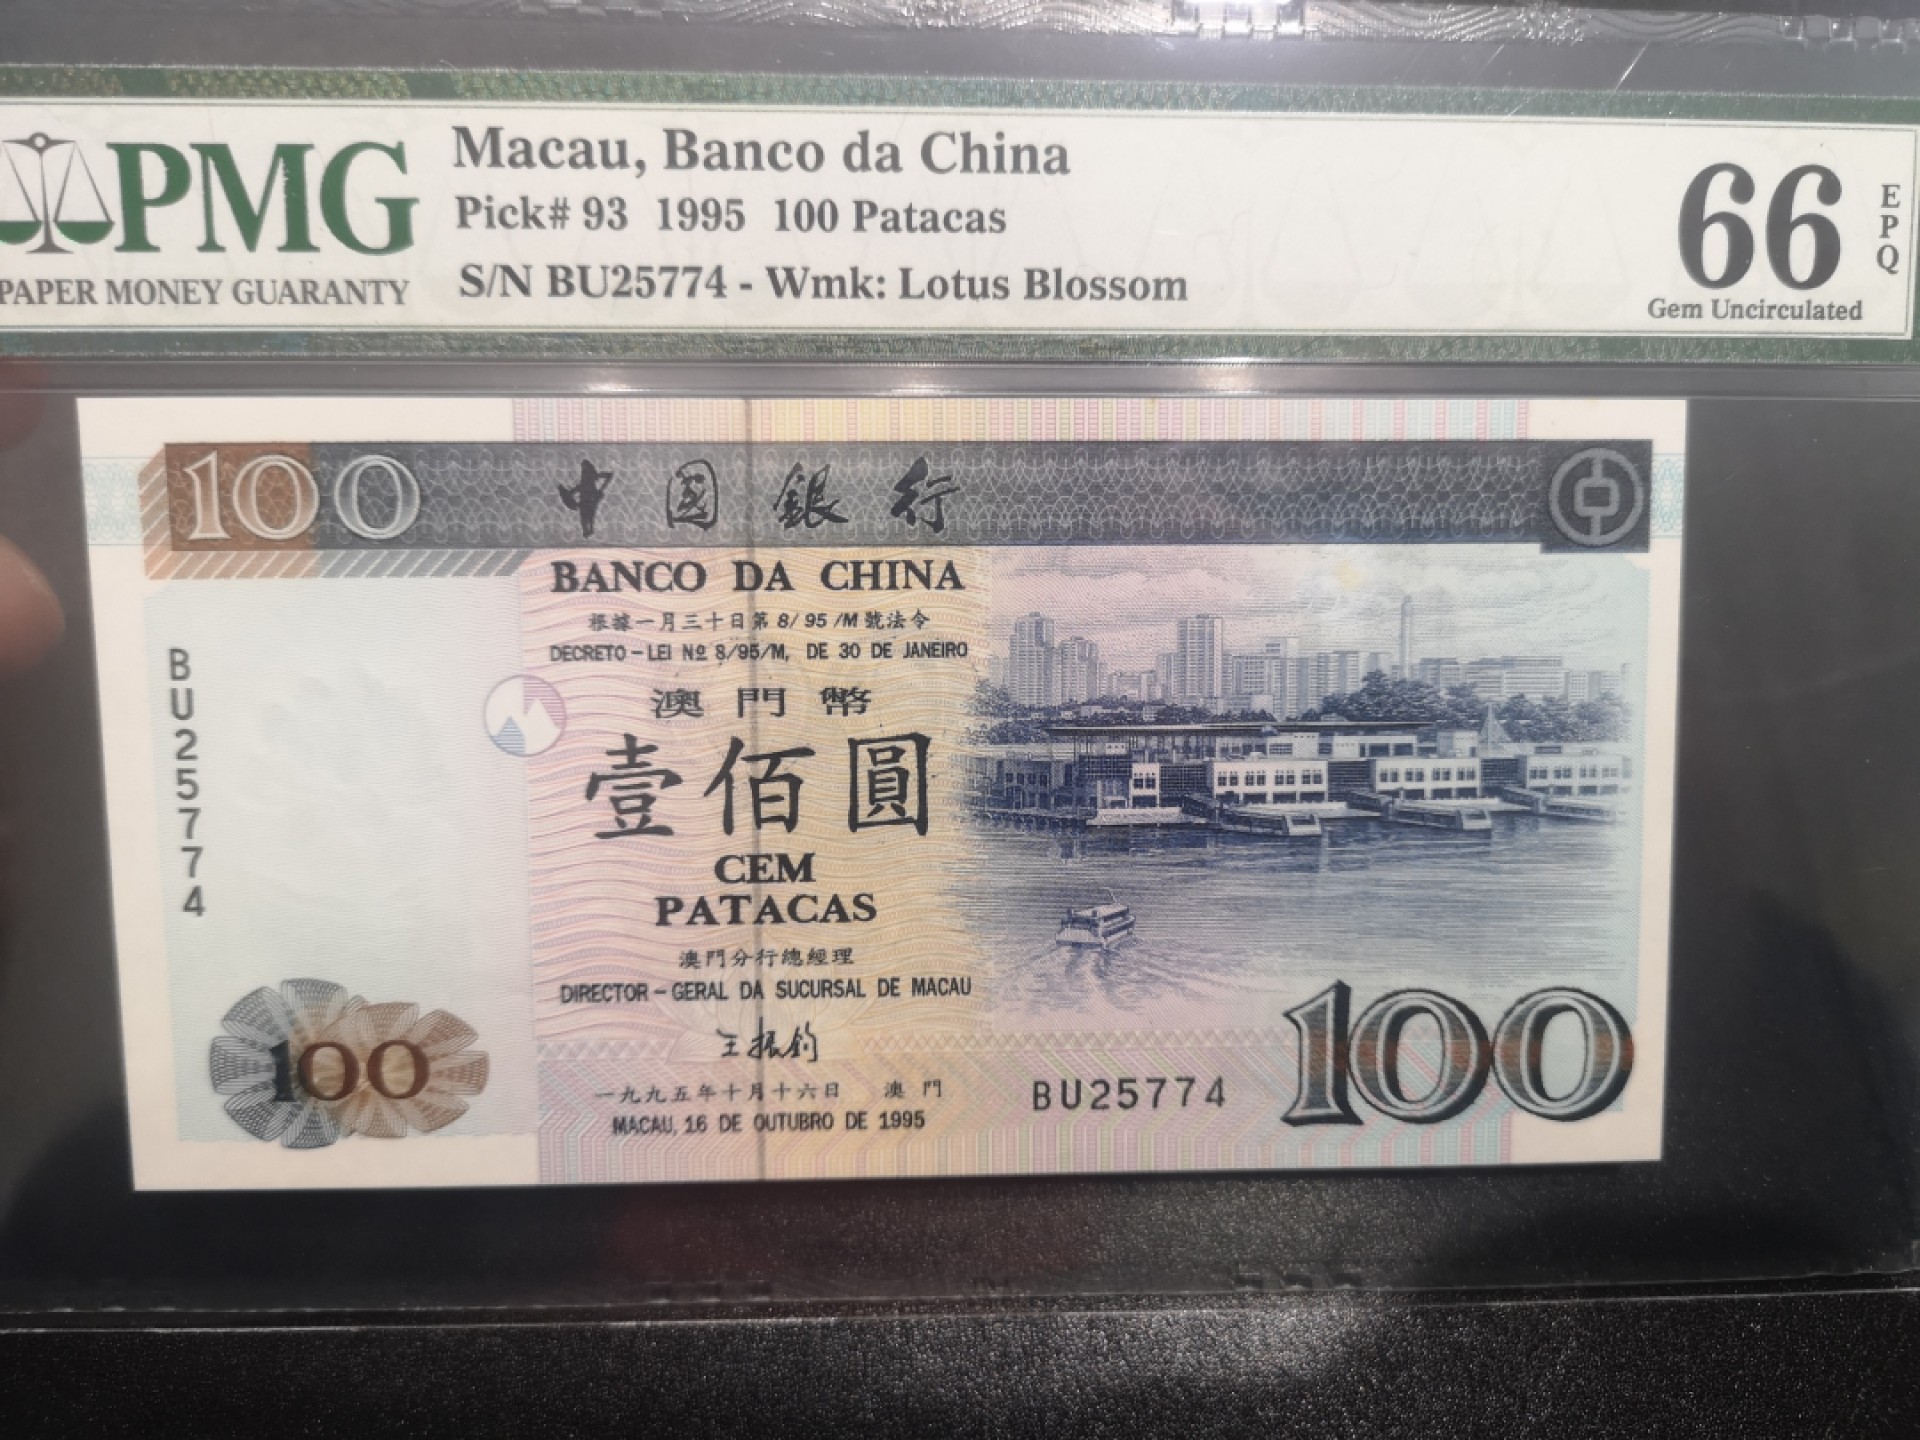 PMG
PAPER MONEY GUARANTY
Macau, Banco da China
Pick# 93 1995 100 Patacas
S/N BU25774 - Wmk: Lotus Blossom
66
EPQ
Gem Uncirculated
100
中國銀行
BANCO DA CHINA
根據一月三十日第 8/95/M 號法令
DECRETO-LEI Nº 8/95/M, DE 30 DE JANEIRO
澳門幣
壹佰圓
CEM
PATACAS
澳門分行總經理
DIRECTOR-GERAL DA SUCURSAL DE MACAU
王振鈞
一九九五年十月十六日 澳門
MACAU, 16 DE OUTUBRO DE 1995
BU25774
100
BU25774
100